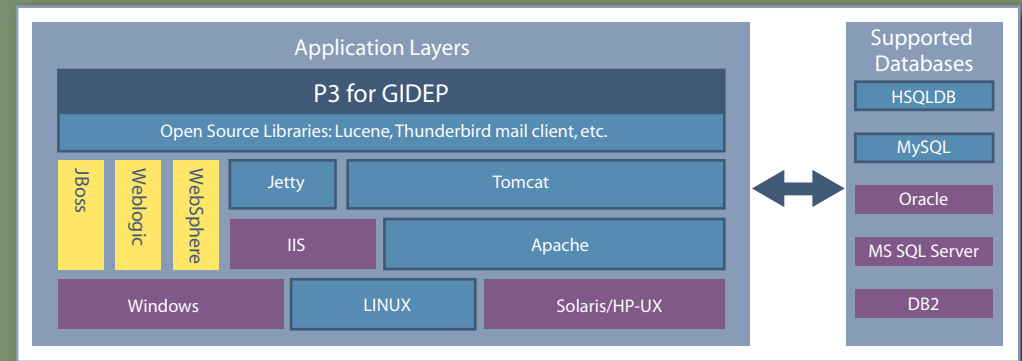 Application Layers
P3 for GIDEP
Open Source Libraries: Lucene, Thunderbird mail client, etc.
JBoss
Weblogic
WebSphere
Jetty
Tomcat
IIS
Apache
Windows
LINUX
Solaris/HP-UX
Supported
Databases
HSQLDB
MySQL
Oracle
MS SQL Server
DB2